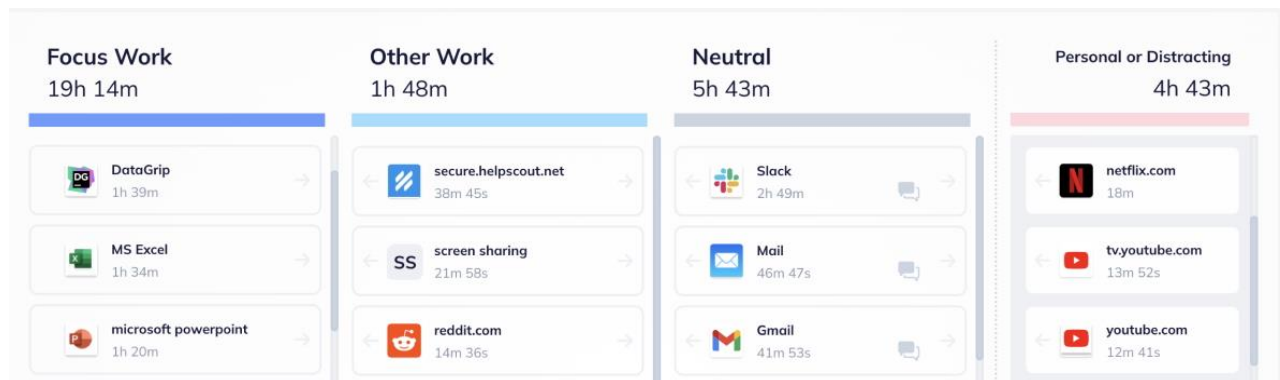 Focus Work
19h 14m
DG
DataGrip
1h 39m
MS Excel
1h 34m
P
microsoft powerpoint
1h 20m
Other Work
1h 48m
secure.helpscout.net
38m 45s
SS
screen sharing
21m 58s
reddit.com
14m 36s
Neutral
5h 43m
Slack
2h 49m
Mail
46m 47s
Gmail
41m 53s
Personal or Distracting
4h 43m
N
netflix.com
18m
tv.youtube.com
13m 52s
youtube.com
12m 41s